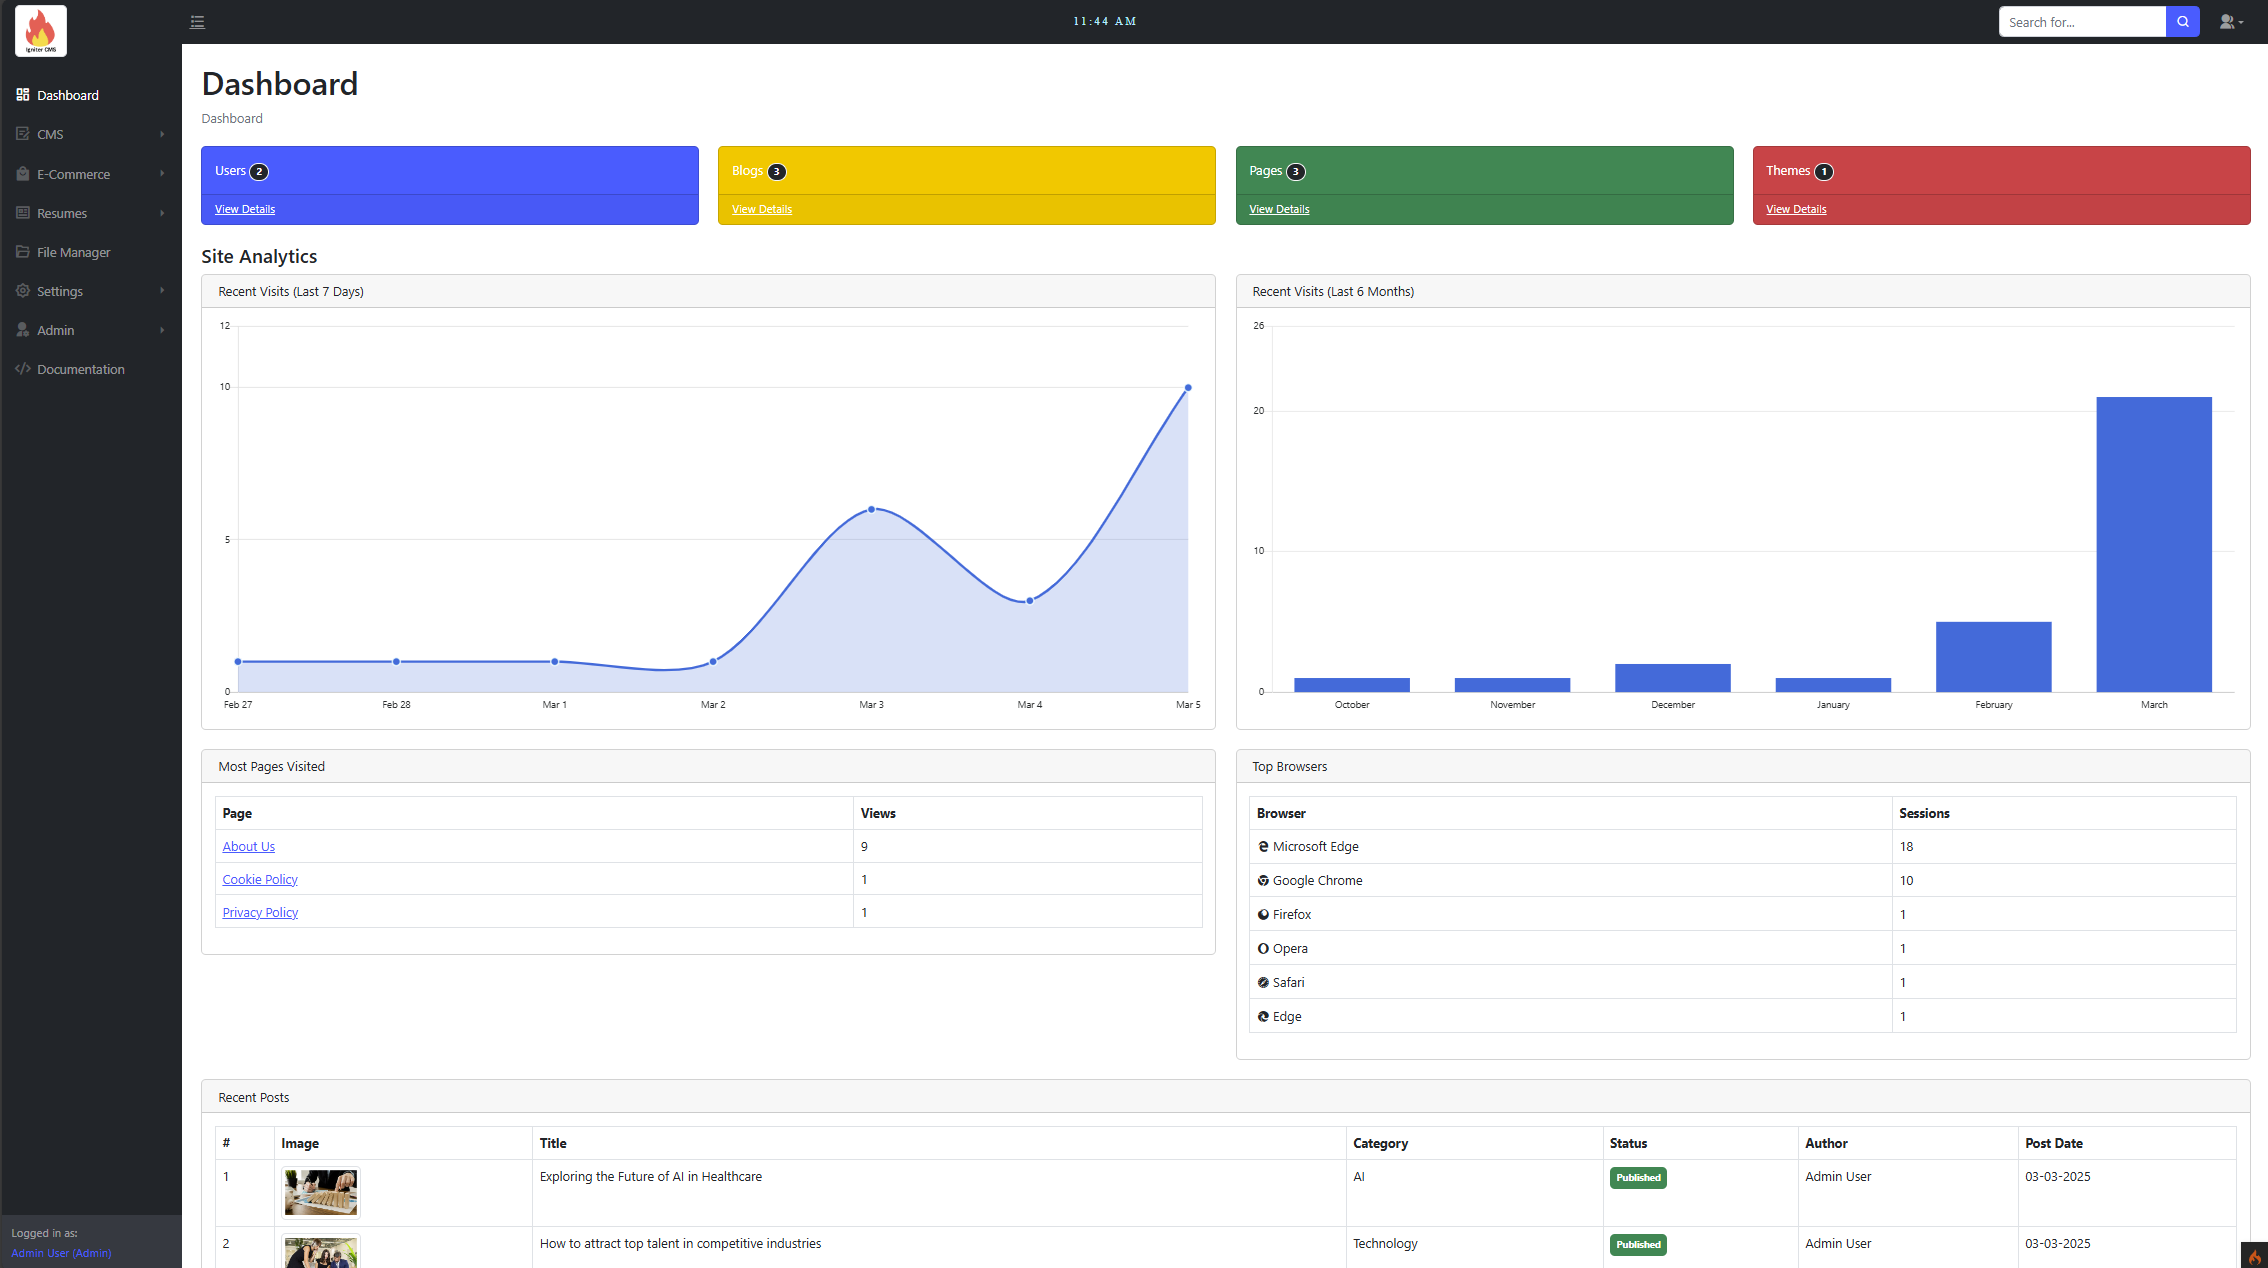 Igniter CMS
11:44 AM
Search for...
Dashboard
CMS
E-Commerce
Resumes
File Manager
Settings
Admin
Documentation
Logged in as:
Admin User (Admin)
Dashboard
Dashboard
Users 2
View Details
Blogs 3
View Details
Pages 3
View Details
Themes 1
View Details
Site Analytics
Recent Visits (Last 7 Days)
12
10
5
0
Feb 27 Feb 28 Mar 1 Mar 2 Mar 3 Mar 4 Mar 5
Recent Visits (Last 6 Months)
26
20
10
0
October November December January February March
Most Pages Visited
Page Views
About Us 9
Cookie Policy 1
Privacy Policy 1
Top Browsers
Browser Sessions
Microsoft Edge 18
Google Chrome 10
Firefox 1
Opera 1
Safari 1
Edge 1
Recent Posts
# Image Title Category Status Author Post Date
1 Exploring the Future of AI in Healthcare AI Published Admin User 03-03-2025
2 How to attract top talent in competitive industries Technology Published Admin User 03-03-2025